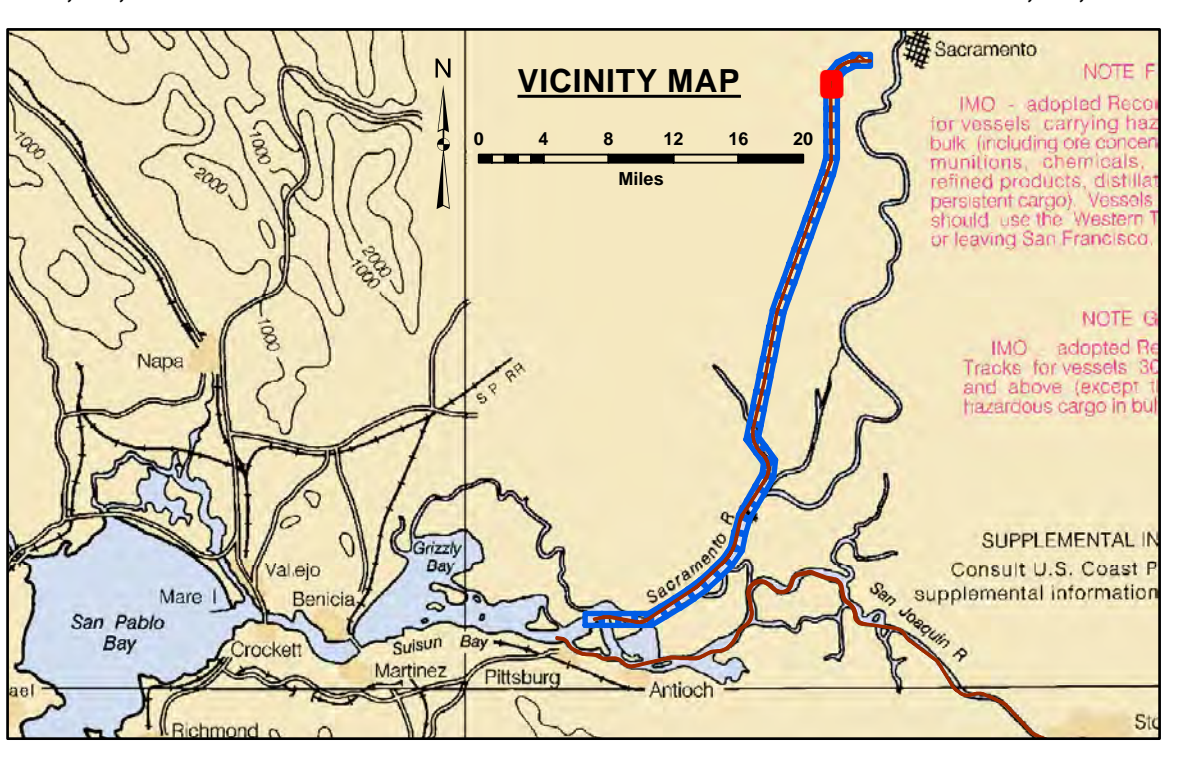 Sacramento
N
VICINITY MAP
NOTE F
0 4 8 12 16 20
Miles
IMO - adopted Reco
for vessels carrying haz
bulk (including ore concen
munitions, chemicals,
refined products, distillat
persistent cargo). Vessels
should use the Western T
or leaving San Francisco.
1000
1000
2000
2000
1000
1000
NOTE G
IMO - adopted Re
Tracks for vessels 30
and above (except t
hazardous cargo in bul
Napa
S P RR
Sacramento R
SUPPLEMENTAL IN
Consult U.S. Coast P
supplemental information
Grizzly
Bay
Vallejo
Mare I
Benicia
San Joaquin R
San Pablo
Bay
Crockett
Suisun Bay
Martinez
Pittsburg
Antioch
ael
Richmond
Sto